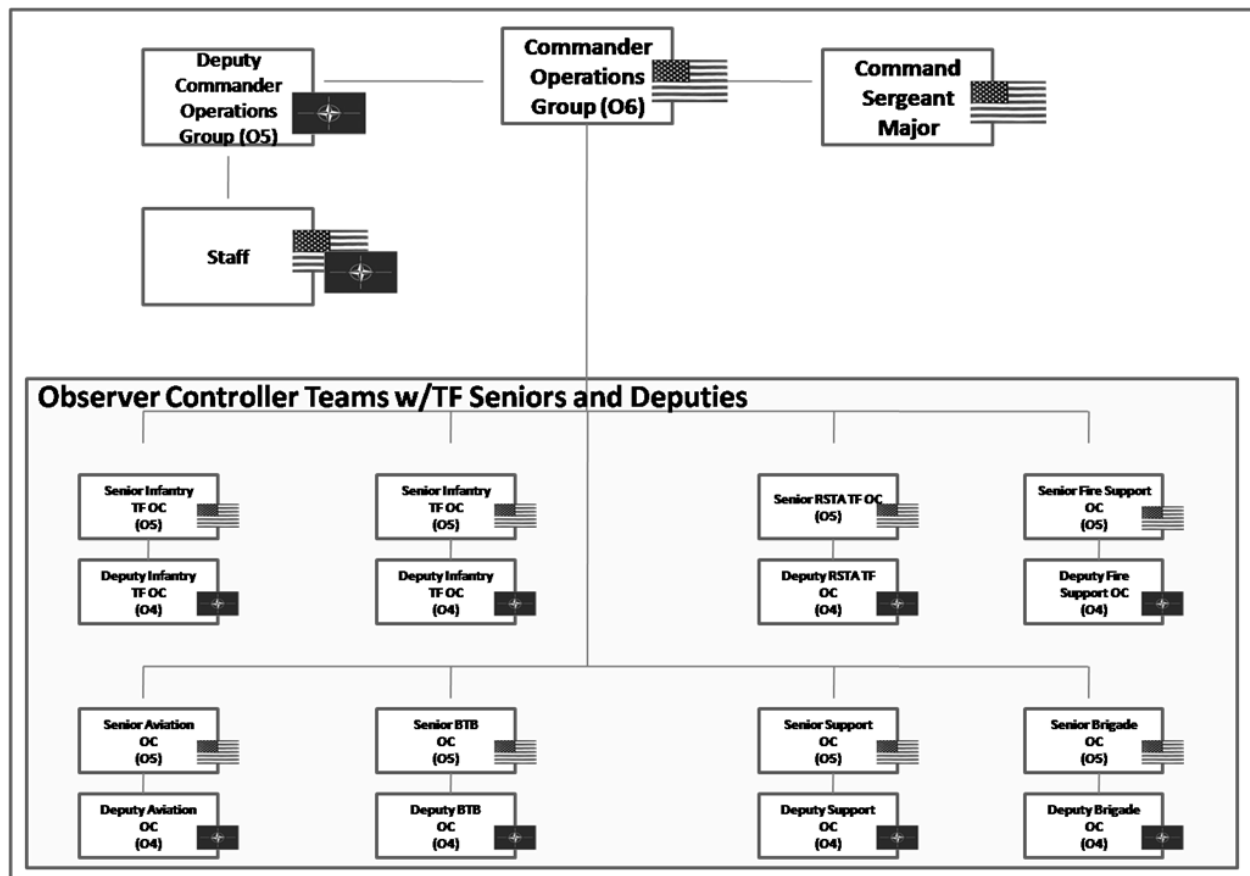 Deputy
Commander
Operations
Group (O5)
Commander
Operations
Group (O6)
Command
Sergeant
Major
Staff
Observer Controller Teams w/TF Seniors and Deputies
Senior Infantry
TF OC
(O5)
Senior Infantry
TF OC
(O5)
Senior RSTA TF OC
(O5)
Senior Fire Support
OC
(O5)
Deputy Infantry
TF OC
(O4)
Deputy Infantry
TF OC
(O4)
Deputy RSTA TF
OC
(O4)
Deputy Fire
Support OC
(O4)
Senior Aviation
OC
(O5)
Senior BTB
OC
(O5)
Senior Support
OC
(O5)
Senior Brigade
OC
(O5)
Deputy Aviation
OC
(O4)
Deputy BTB
OC
(O4)
Deputy Support
OC
(O4)
Deputy Brigade
OC
(O4)